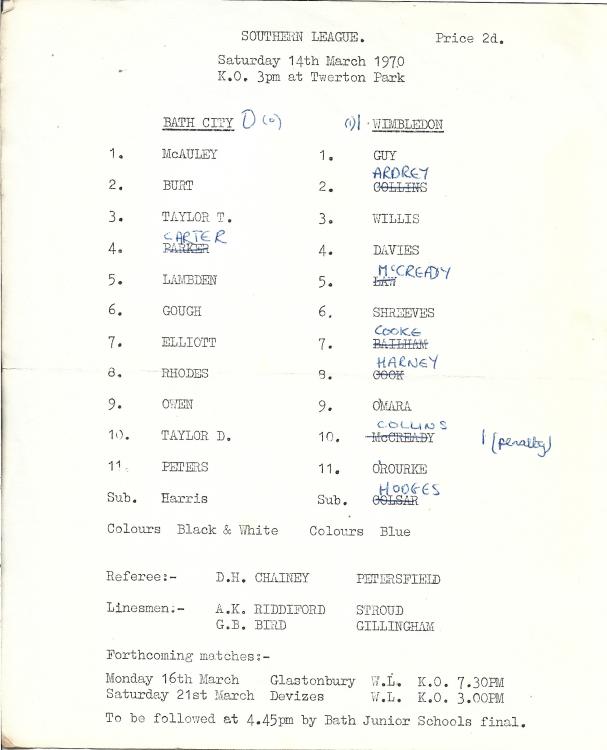 SOUTHERN LEAGUE. Price 2d.
Saturday 14th March 1970
K.O. 3pm at Twerton Park
BATH CITY 0 (0) (1) 1 WIMBLEDON
1. McAULEY 1. GUY
ARDREY
2. BURT 2. COLLINS
3. TAYLOR T. 3. WILLIS
CARTER
4. PARKER 4. DAVIES
McCREADY
5. LAMBDEN 5. LAW
6. GOUGH 6. SHREEVES
COOKE
7. ELLIOTT 7. BAILHAM
HARNEY
8. RHODES 8. COOK
9. OWEN 9. O'MARA
COLLINS
10. TAYLOR D. 10. McCREADY 1 (penalty)
11. PETERS 11. O'ROURKE
HODGES
Sub. Harris Sub. COLSAR
Colours Black & White Colours Blue
Referee:- D.H. CHAINEY PETERSFIELD
Linesmen:- A.K. RIDDIFORD STROUD
G.B. BIRD GILLINGHAM
Forthcoming matches:-
Monday 16th March Glastonbury W.L. K.O. 7.30PM
Saturday 21st March Devizes W.L. K.O. 3.00PM
To be followed at 4.45pm by Bath Junior Schools final.